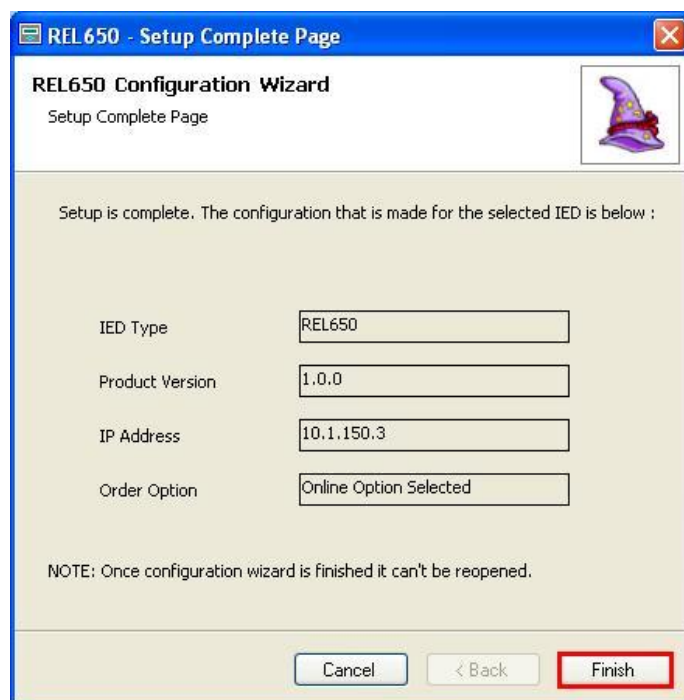 REL650 - Setup Complete Page
REL650 Configuration Wizard
Setup Complete Page
Setup is complete. The configuration that is made for the selected IED is below :
IED Type
REL650
Product Version
1.0.0
IP Address
10.1.150.3
Order Option
Online Option Selected
NOTE: Once configuration wizard is finished it can't be reopened.
Cancel
< Back
Finish